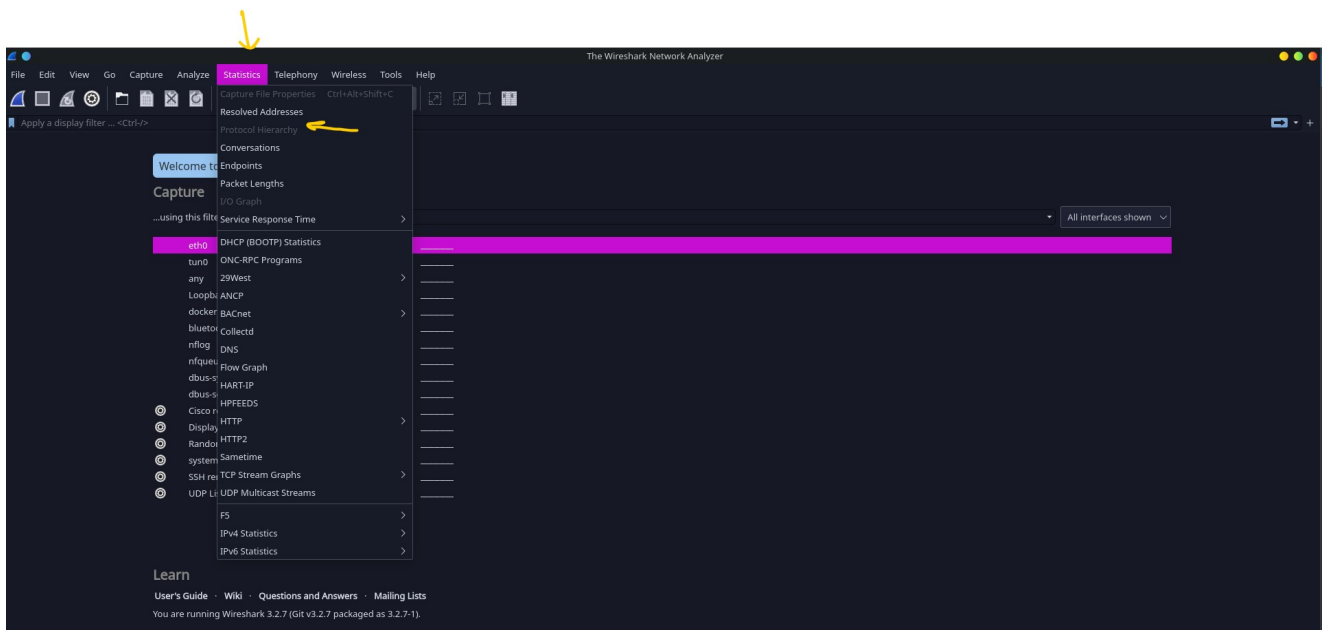 The Wireshark Network Analyzer
File Edit View Go Capture Analyze Statistics Telephony Wireless Tools Help
Capture File Properties Ctrl+Alt+Shift+C
Resolved Addresses
Apply a display filter ... <Ctrl-/>
Protocol Hierarchy
Conversations
Welcome to
Endpoints
Packet Lengths
Capture
I/O Graph
...using this filte
Service Response Time
All interfaces shown
DHCP (BOOTP) Statistics
eth0
ONC-RPC Programs
tun0
29West
any
ANCP
Loopba
BACnet
docker
Collectd
bluetoo
DNS
nflog
Flow Graph
nfqueu
HART-IP
dbus-sy
HPFEEDS
dbus-se
HTTP
Cisco re
HTTP2
Display
Sametime
Random
TCP Stream Graphs
system
UDP Multicast Streams
SSH rem
UDP Lis
F5
IPv4 Statistics
IPv6 Statistics
Learn
User's Guide · Wiki · Questions and Answers · Mailing Lists
You are running Wireshark 3.2.7 (Git v3.2.7 packaged as 3.2.7-1).